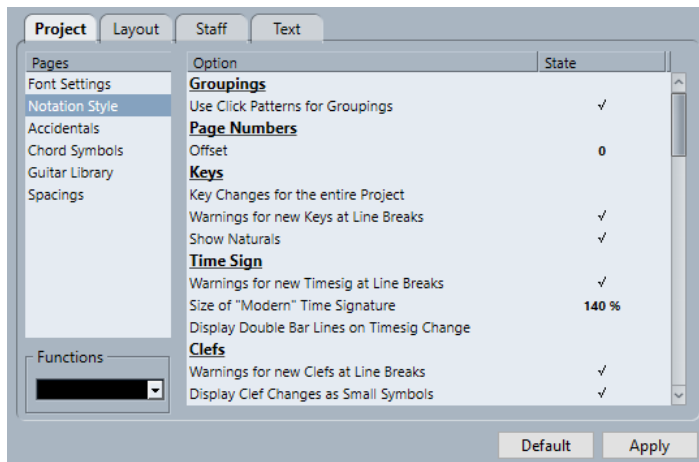 Project Layout Staff Text
Pages
Font Settings
Notation Style
Accidentals
Chord Symbols
Guitar Library
Spacings
Functions
Option State
Groupings
Use Click Patterns for Groupings √
Page Numbers
Offset 0
Keys
Key Changes for the entire Project
Warnings for new Keys at Line Breaks √
Show Naturals √
Time Sign
Warnings for new Timesig at Line Breaks √
Size of "Modern" Time Signature 140 %
Display Double Bar Lines on Timesig Change
Clefs
Warnings for new Clefs at Line Breaks √
Display Clef Changes as Small Symbols √
Default Apply